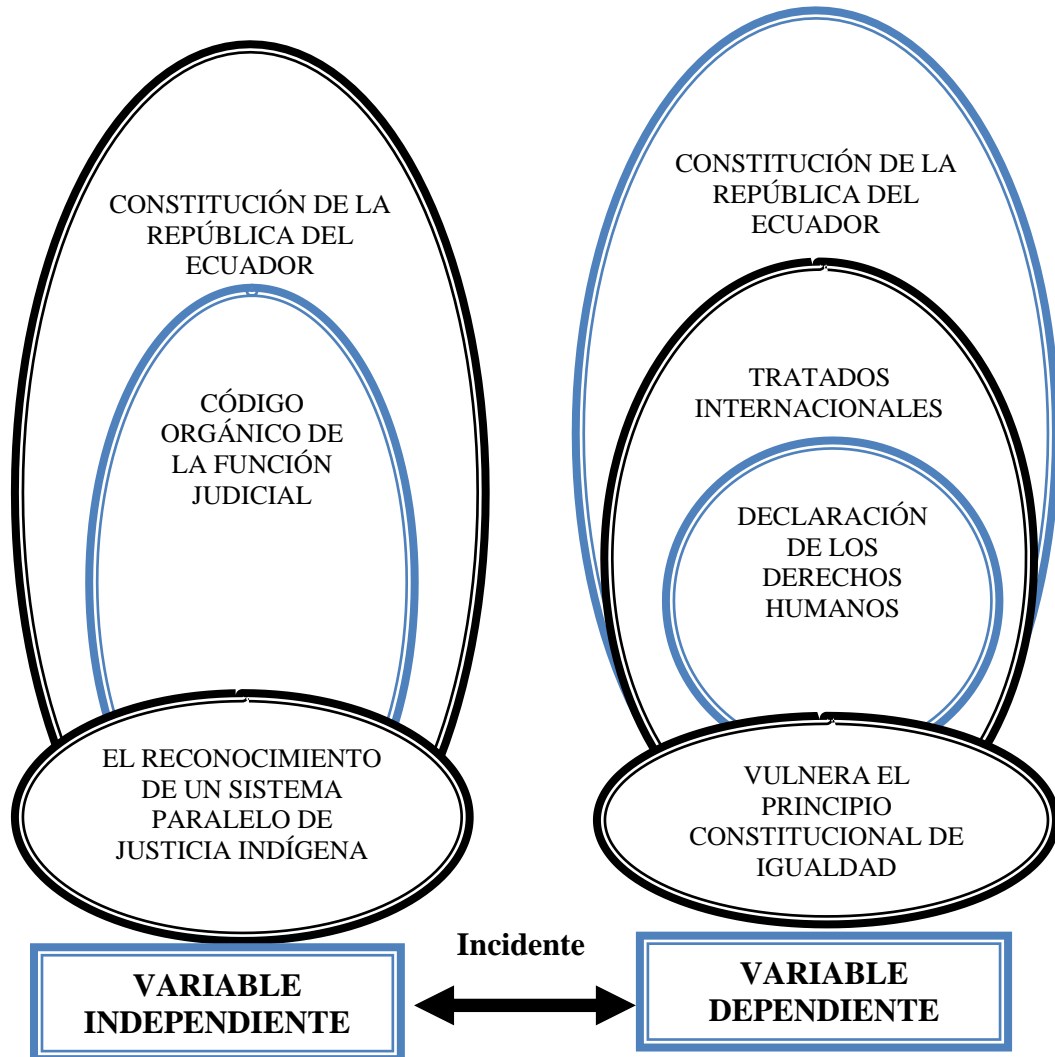 CONSTITUCIÓN DE LA
REPÚBLICA DEL
ECUADOR
CÓDIGO
ORGÁNICO DE
LA FUNCIÓN
JUDICIAL
EL RECONOCIMIENTO
DE UN SISTEMA
PARALELO DE
JUSTICIA INDÍGENA
VARIABLE
INDEPENDIENTE
Incidente
CONSTITUCIÓN DE LA
REPÚBLICA DEL
ECUADOR
TRATADOS
INTERNACIONALES
DECLARACIÓN
DE LOS
DERECHOS
HUMANOS
VULNERA EL
PRINCIPIO
CONSTITUCIONAL DE
IGUALDAD
VARIABLE
DEPENDIENTE